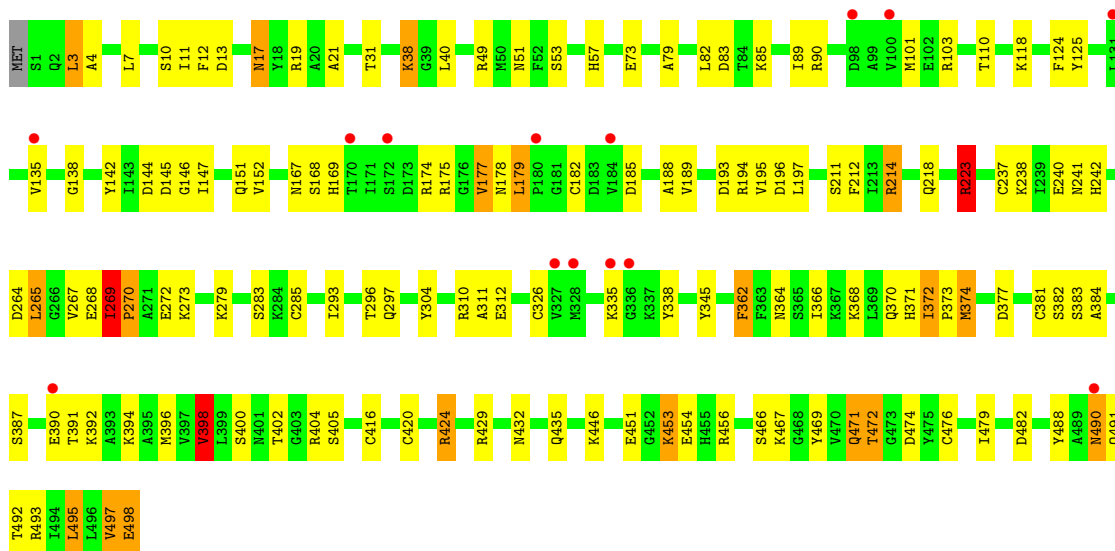 MET S1 Q2 L3 A4 L7 S10 I11 F12 D13 N17 Y18 R19 A20 A21 T31 K38 G39 L40 R49 M50 N51 F52 S53 H57 E73 A79 L82 D83 T84 K85 I89 R90 D98 A99 V100 M101 E102 R103 T110 K118 F124 Y125 L131
V135 G138 Y142 I143 D144 D145 G146 I147 Q151 V152 N167 S168 H169 T170 I171 S172 D173 R174 R175 G176 V177 N178 L179 P180 G181 C182 D183 V184 D185 A188 V189 D193 R194 V195 D196 L197 S211 F212 I213 R214 Q218 R223 C237 K238 I239 E240 N241 H242
D264 L265 G266 V267 E268 I269 P270 A271 E272 K273 K279 S283 K284 C285 I293 T296 Q297 Y304 R310 A311 E312 C326 V327 M328 K335 G336 K337 Y338 Y345 F362 F363 N364 S365 I366 K367 K368 L369 Q370 H371 I372 P373 M374 D377 C381 S382 S383 A384
S387 E390 T391 K392 A393 K394 A395 M396 V397 V398 L399 S400 N401 T402 G403 R404 S405 C416 C420 R424 R429 N432 Q435 K446 E451 G452 K453 E454 H455 R456 S466 K467 G468 Y469 V470 Q471 T472 G473 D474 Y475 C476 I479 D482 Y488 A489 N490
T492 R493 I494 L495 L496 V497 E498